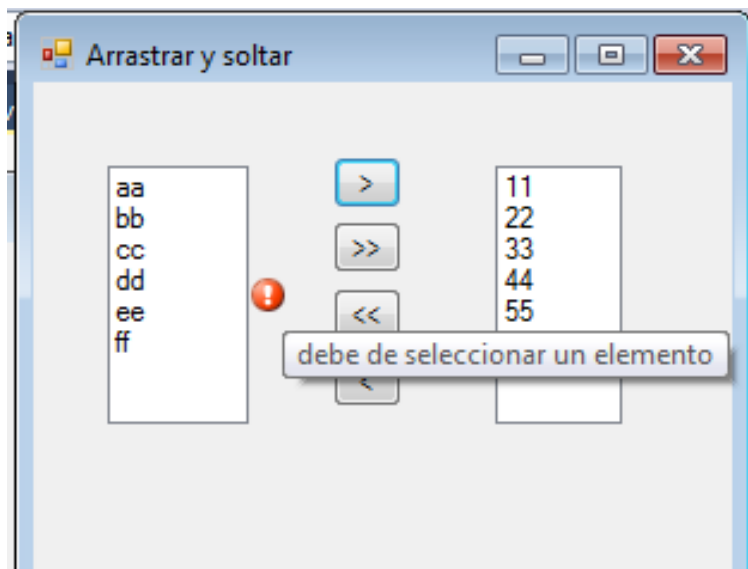 Arrastrar y soltar
aa
bb
cc
dd
ee
ff
>
>>
<<
<
11
22
33
44
55
debe de seleccionar un elemento